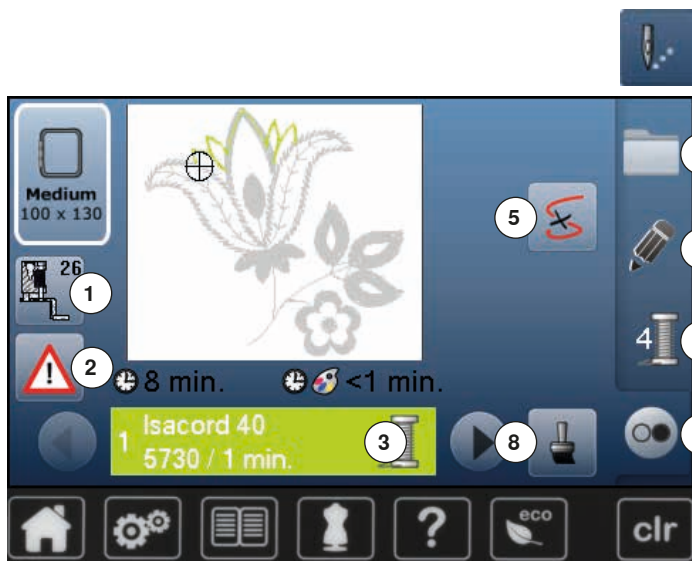 Medium
100 x 130
26
1
2
5
4
8 min.
<1 min.
1 Isacord 40
5730 / 1 min.
3
8
?
eco
clr